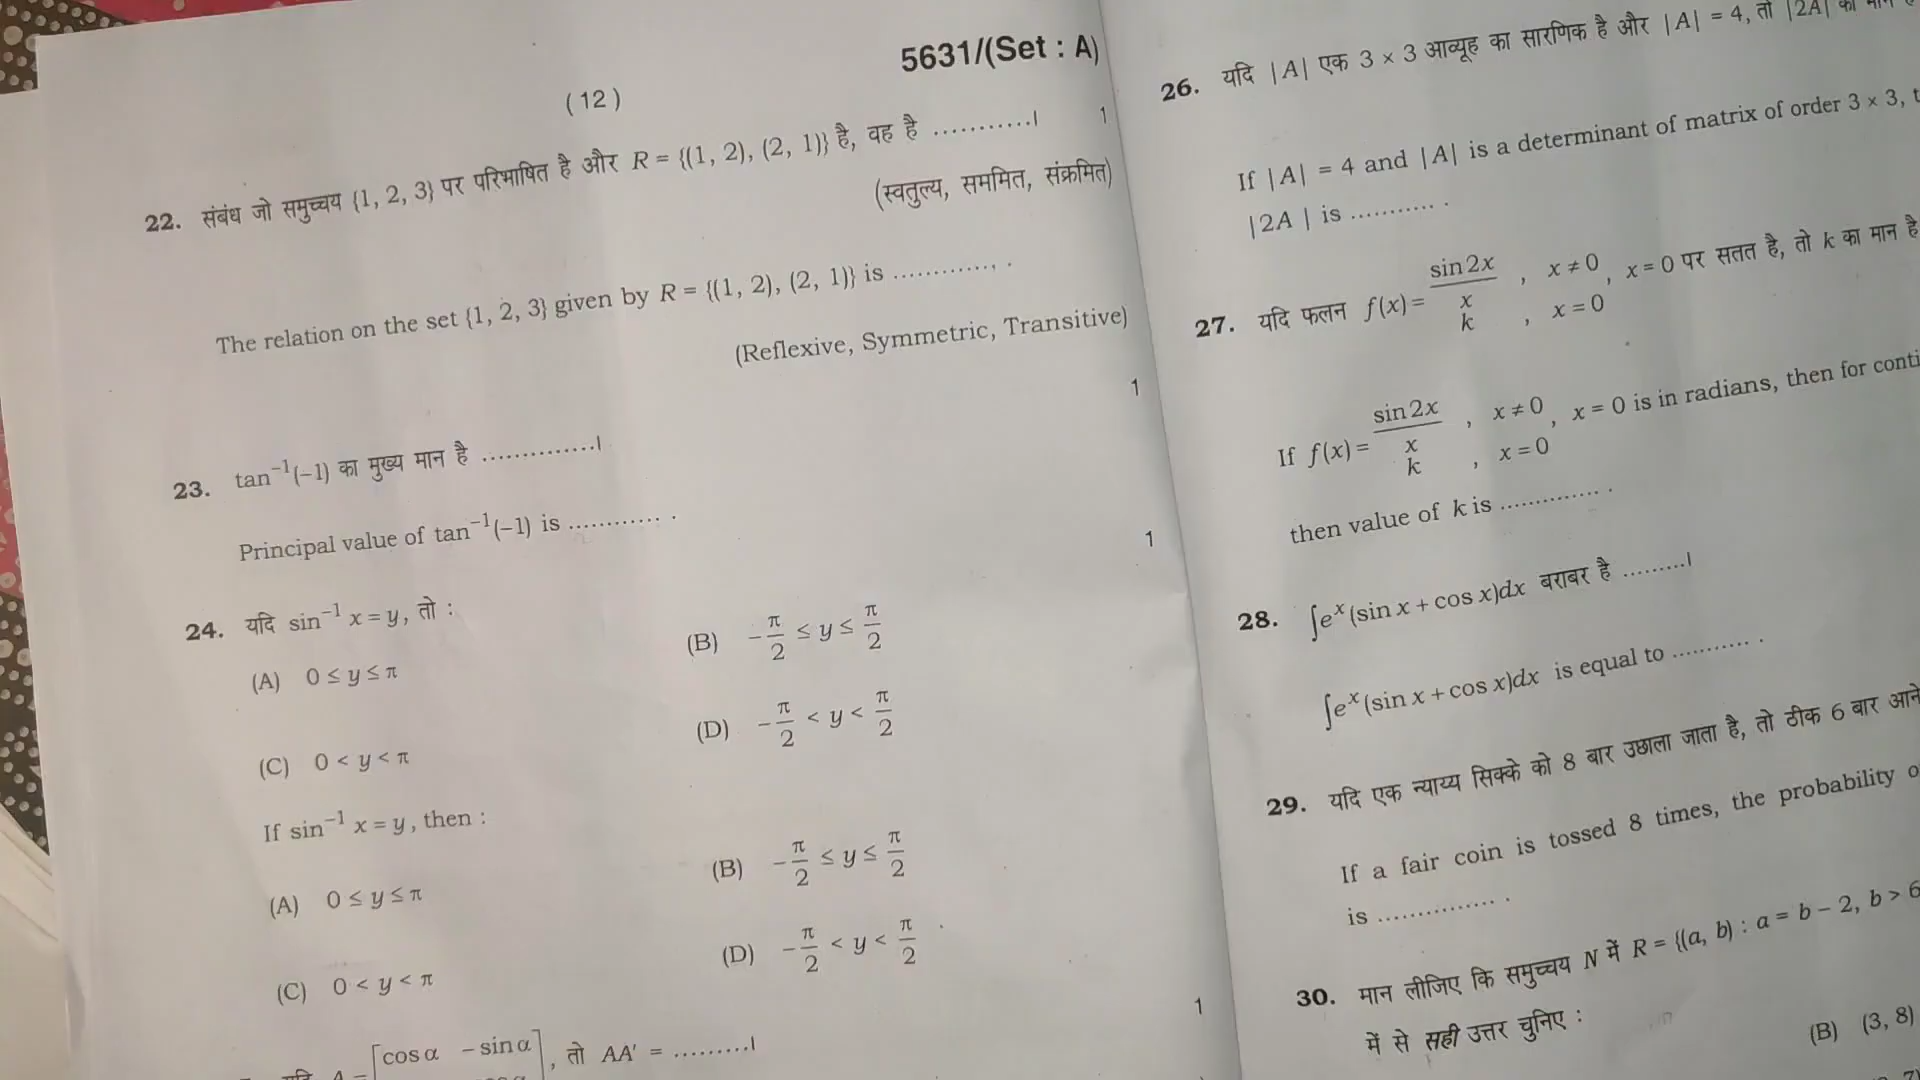 5631/(Set : A)
( 12 )
22. संबंध जो समुच्चय {1, 2, 3} पर परिभाषित है और R = {(1, 2), (2, 1)} है, वह है ...........। 1
(स्वतुल्य, सममित, संक्रमित)
The relation on the set {1, 2, 3} given by R = {(1, 2), (2, 1)} is ............. .
(Reflexive, Symmetric, Transitive)
1
23. tan⁻¹(–1) का मुख्य मान है ..............।
Principal value of tan⁻¹(–1) is ............ .
1
24. यदि sin⁻¹ x = y, तो :
(A) 0 ≤ y ≤ π (B) –π/2 ≤ y ≤ π/2
(C) 0 < y < π (D) –π/2 < y < π/2
If sin⁻¹ x = y, then :
(A) 0 ≤ y ≤ π (B) –π/2 ≤ y ≤ π/2
(C) 0 < y < π (D) –π/2 < y < π/2
1
[cos α – sin α], तो AA′ = .........।
26. यदि |A| एक 3 × 3 आव्यूह का सारणिक है और |A| = 4, तो |2A| का मान
If |A| = 4 and |A| is a determinant of matrix of order 3 × 3,
|2A | is ........... .
27. यदि फलन f(x) = sin 2x / x , x ≠ 0 ; k , x = 0 , x = 0 पर सतत है, तो k का मान है
If f(x) = sin 2x / x , x ≠ 0 ; k , x = 0 , x = 0 is in radians, then for
then value of k is ............. .
28. ∫eˣ(sin x + cos x)dx बराबर है .........।
∫eˣ(sin x + cos x)dx is equal to ........... .
29. यदि एक न्याय्य सिक्के को 8 बार उछाला जाता है, तो ठीक 6 बार आने
If a fair coin is tossed 8 times, the probability
is ............... .
30. मान लीजिए कि समुच्चय N में R = {(a, b) : a = b – 2, b > 6
में से सही उत्तर चुनिए :
(B) (3, 8)